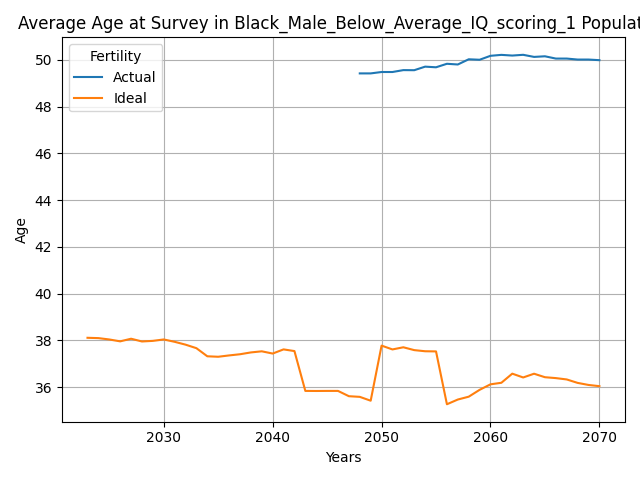 Average Age at Survey in Black_Male_Below_Average_IQ_scoring_1 Populat
Fertility
Actual
Ideal
50
48
46
44
42
40
38
36
Age
2030 2040 2050 2060 2070
Years